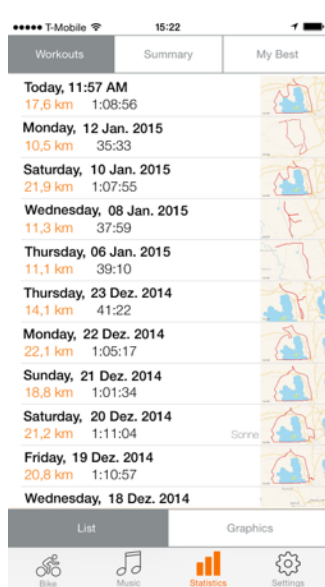 T-Mobile 15:22
Workouts Summary My Best
Today, 11:57 AM
17,6 km 1:08:56
Monday, 12 Jan. 2015
10,5 km 35:33
Saturday, 10 Jan. 2015
21,9 km 1:07:55
Wednesday, 08 Jan. 2015
11,3 km 37:59
Thursday, 06 Jan. 2015
11,1 km 39:10
Thursday, 23 Dez. 2014
14,1 km 41:22
Monday, 22 Dez. 2014
22,1 km 1:05:17
Sunday, 21 Dez. 2014
18,8 km 1:01:34
Saturday, 20 Dez. 2014
21,2 km 1:11:04 Sonne
Friday, 19 Dez. 2014
20,8 km 1:10:57
Wednesday, 18 Dez. 2014
List Graphics
Bike Music Statistics Settings